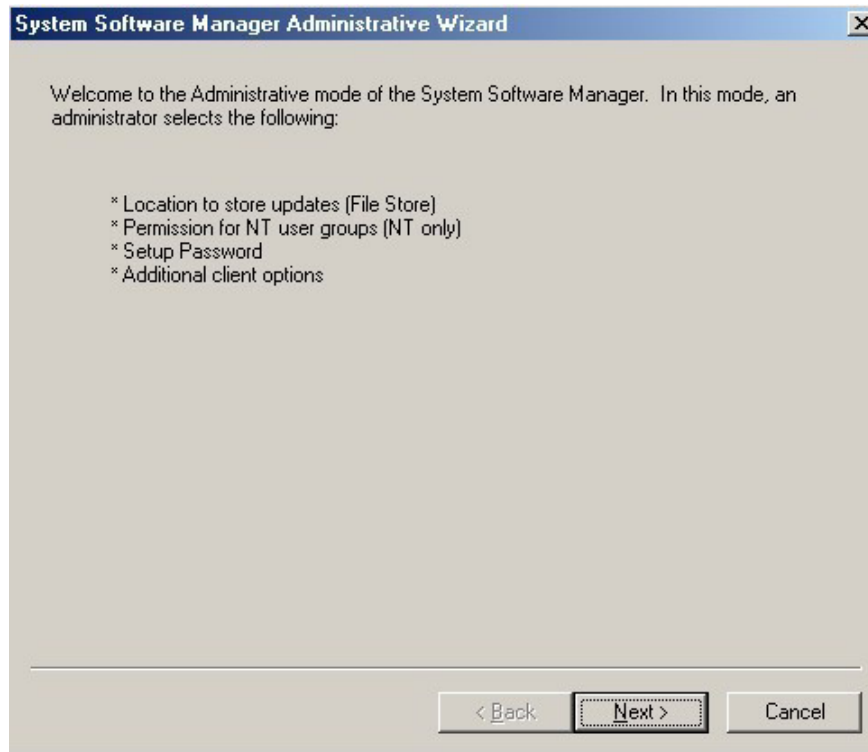 System Software Manager Administrative Wizard
Welcome to the Administrative mode of the System Software Manager.  In this mode, an
administrator selects the following:
* Location to store updates (File Store)
* Permission for NT user groups (NT only)
* Setup Password
* Additional client options
< Back
Next >
Cancel